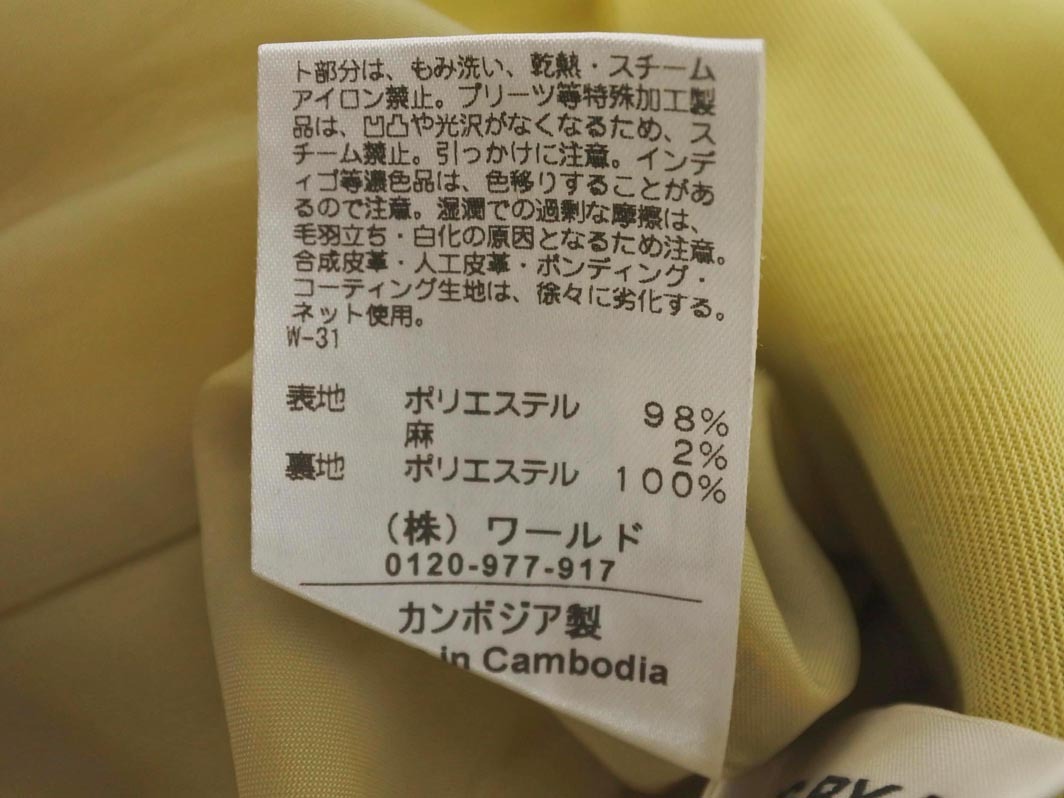 ト部分は、もみ洗い、乾熱・スチーム
アイロン禁止。プリーツ等特殊加工製
品は、凹凸や光沢がなくなるため、ス
チーム禁止。引っかけに注意。インデ
ィゴ等濃色品は、色移りすることがあ
るので注意。湿潤での過剰な摩擦は、
毛羽立ち・白化の原因となるため注意。
合成皮革・人工皮革・ボンディング・
コーティング生地は、徐々に劣化する。
ネット使用。
W-31
表地 ポリエステル 98%
麻 2%
裏地 ポリエステル 100%
(株) ワールド
0120-977-917
カンボジア製
in Cambodia